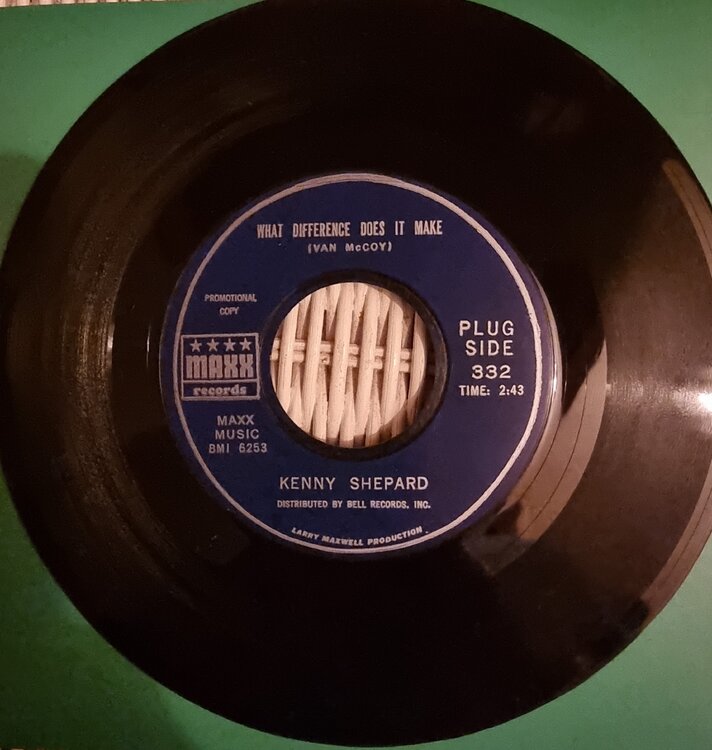 WHAT DIFFERENCE DOES IT MAKE
(VAN McCOY)
PROMOTIONAL
COPY
maxx
records
MAXX
MUSIC
BMI 6253
PLUG
SIDE
332
TIME: 2:43
KENNY SHEPARD
DISTRIBUTED BY BELL RECORDS, INC.
LARRY MAXWELL PRODUCTION